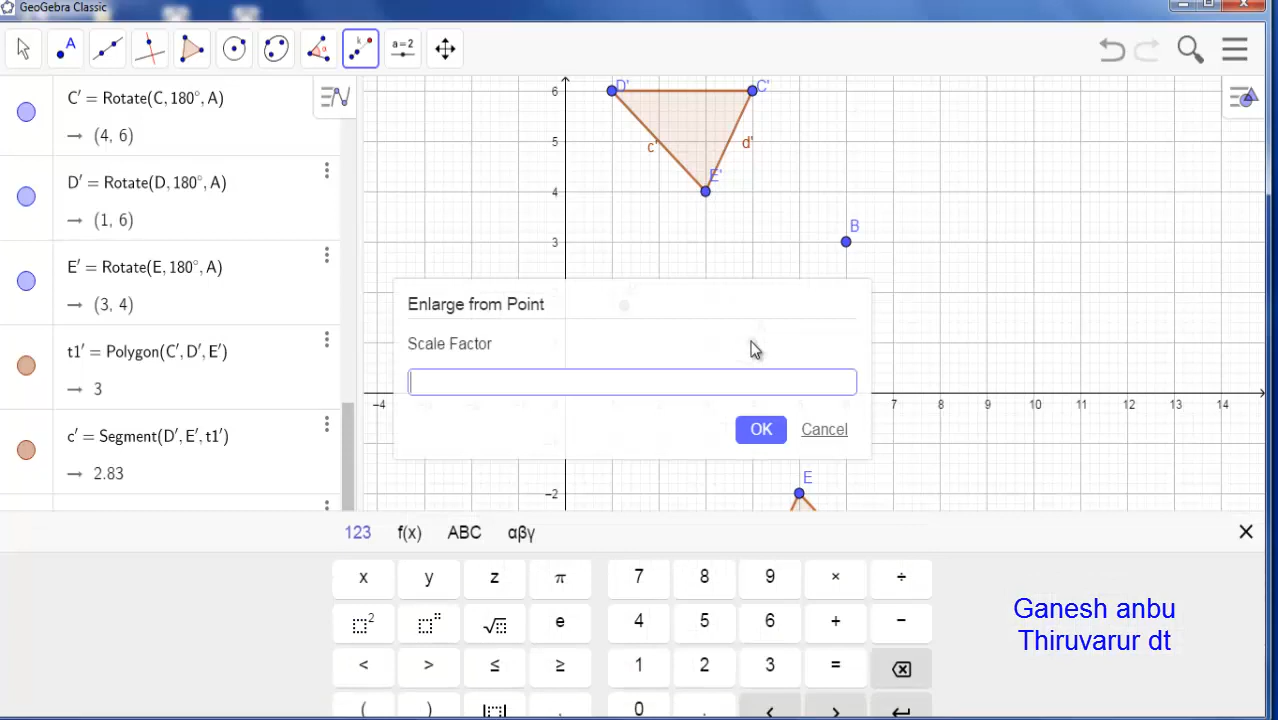 GeoGebra Classic
A
k
a=2
C′ = Rotate(C, 180°, A)
→ (4, 6)
D′ = Rotate(D, 180°, A)
→ (1, 6)
E′ = Rotate(E, 180°, A)
→ (3, 4)
t1′ = Polygon(C′, D′, E′)
→ 3
c′ = Segment(D′, E′, t1′)
→ 2.83
D'
C'
6
5
c'
d'
E'
4
3
B
Enlarge from Point
Scale Factor
OK
Cancel
-4
7
8
9
10
11
12
13
14
-2
E
123
f(x)
ABC
αβγ
x y z π 7 8 9 × ÷
2 e 4 5 6 + −
< > ≤ ≥ 1 2 3 =
( ) , 0 . < >
Ganesh anbu
Thiruvarur dt